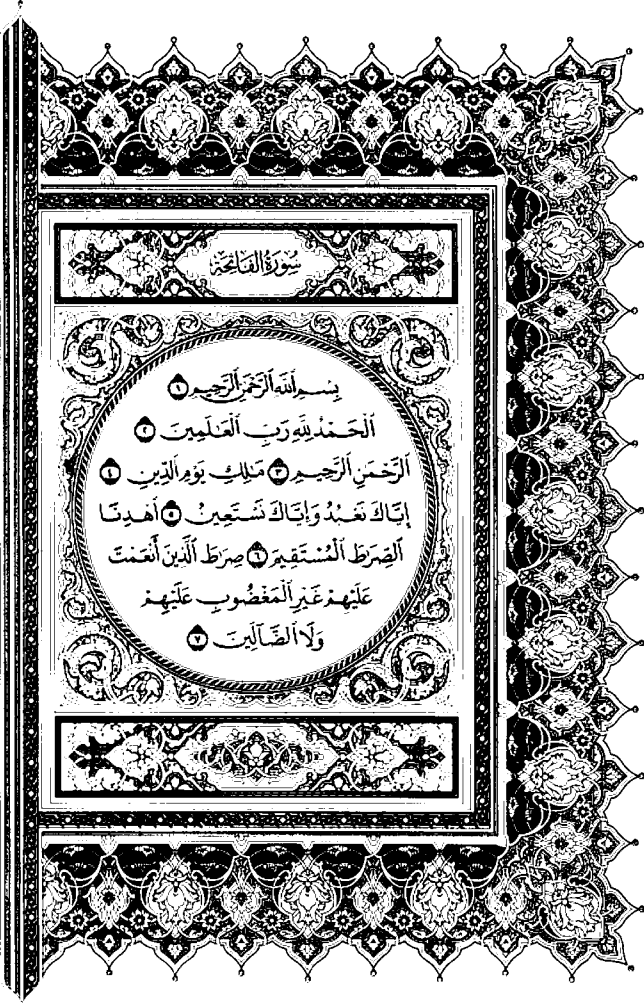 سُورَةُ الفَاتِحَةِ
بِسْمِ ٱللَّهِ ٱلرَّحْمَٰنِ ٱلرَّحِيمِ ١
ٱلْحَمْدُ لِلَّهِ رَبِّ ٱلْعَٰلَمِينَ ٢
ٱلرَّحْمَٰنِ ٱلرَّحِيمِ ٣ مَٰلِكِ يَوْمِ ٱلدِّينِ ٤
إِيَّاكَ نَعْبُدُ وَإِيَّاكَ نَسْتَعِينُ ٥ ٱهْدِنَا
ٱلصِّرَٰطَ ٱلْمُسْتَقِيمَ ٦ صِرَٰطَ ٱلَّذِينَ أَنْعَمْتَ
عَلَيْهِمْ غَيْرِ ٱلْمَغْضُوبِ عَلَيْهِمْ
وَلَا ٱلضَّآلِّينَ ٧